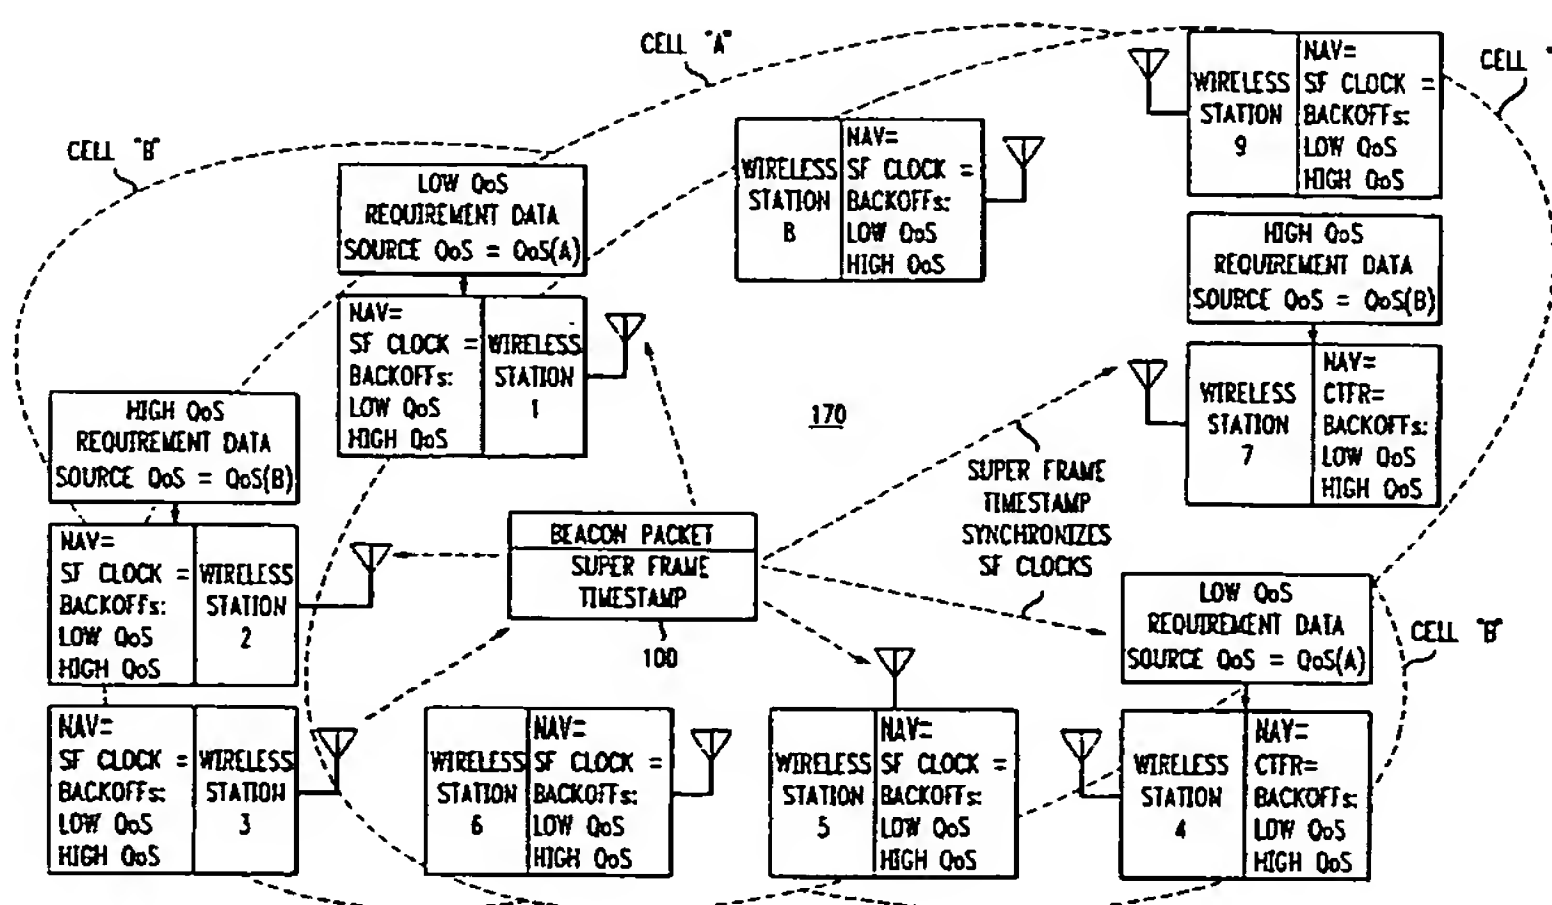 CELL "A"
CELL "
CELL "B"
LOW QoS
REQUIREMENT DATA
SOURCE QoS = QoS(A)
NAV=
SF CLOCK =
BACKOFFs:
LOW QoS
HIGH QoS
WIRELESS
STATION
1
WIRELESS
STATION
8
NAV=
SF CLOCK =
BACKOFFs:
LOW QoS
HIGH QoS
WIRELESS
STATION
9
NAV=
SF CLOCK =
BACKOFFs:
LOW QoS
HIGH QoS
HIGH QoS
REQUIREMENT DATA
SOURCE QoS = QoS(B)
WIRELESS
STATION
7
NAV=
CTFR=
BACKOFFs:
LOW QoS
HIGH QoS
170
HIGH QoS
REQUIREMENT DATA
SOURCE QoS = QoS(B)
NAV=
SF CLOCK =
BACKOFFs:
LOW QoS
HIGH QoS
WIRELESS
STATION
2
BEACON PACKET
SUPER FRAME
TIMESTAMP
100
SUPER FRAME
TIMESTAMP
SYNCHRONIZES
SF CLOCKS
LOW QoS
REQUIREMENT DATA
SOURCE QoS = QoS(A)
CELL "B"
NAV=
SF CLOCK =
BACKOFFs:
LOW QoS
HIGH QoS
WIRELESS
STATION
3
WIRELESS
STATION
6
NAV=
SF CLOCK =
BACKOFFs:
LOW QoS
HIGH QoS
WIRELESS
STATION
5
NAV=
SF CLOCK =
BACKOFFs:
LOW QoS
HIGH QoS
WIRELESS
STATION
4
NAV=
CTFR=
BACKOFFs:
LOW QoS
HIGH QoS